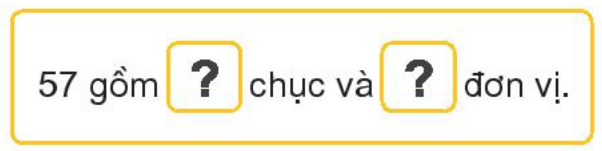 57 gồm ? chục và ? đơn vị.